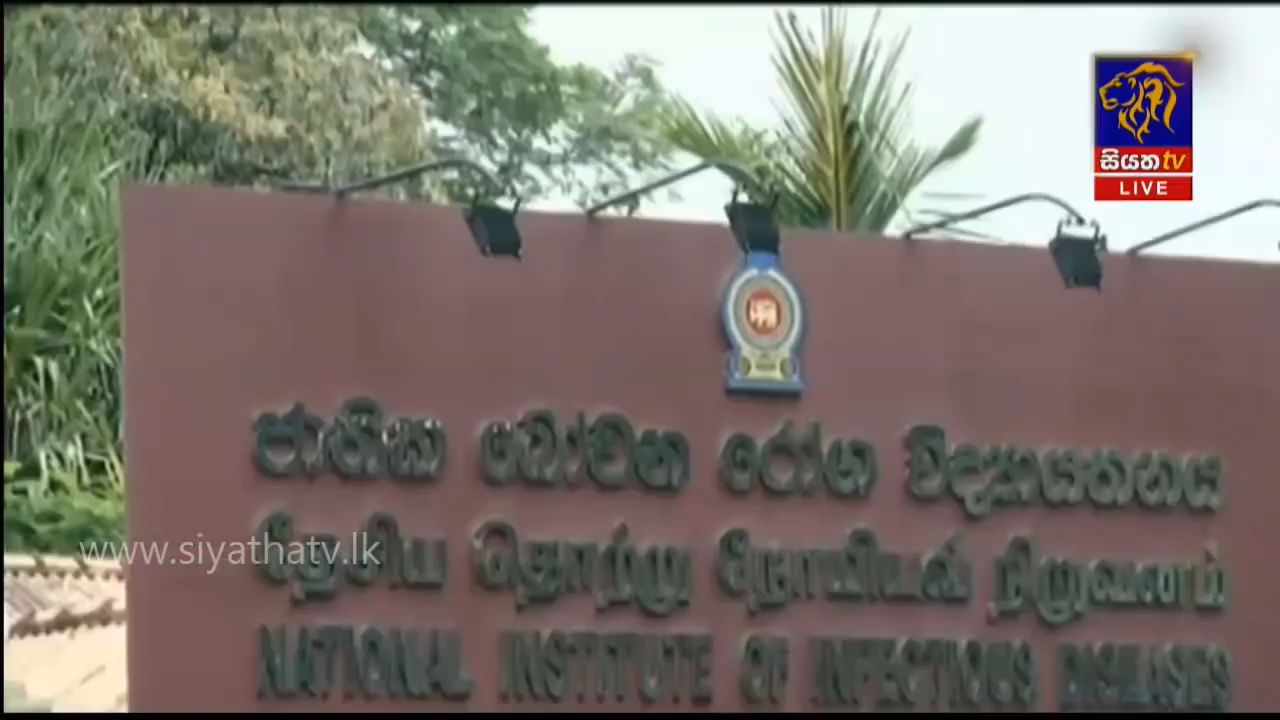 සියත tv
LIVE
ජාතික බෝවන රෝග විද්‍යායතනය
www.siyathatv.lk
தேசிய தொற்று நோயியல் நிறுவனம்
NATIONAL INSTITUTE OF INFECTIOUS DISEASES